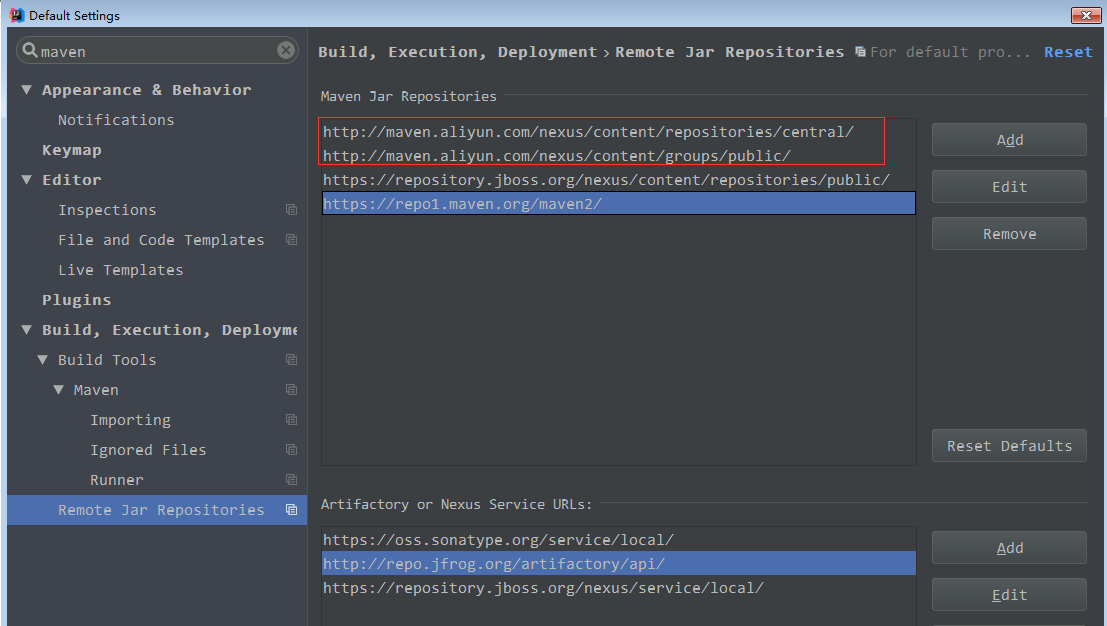 Default Settings
maven
Appearance & Behavior
Notifications
Keymap
Editor
Inspections
File and Code Templates
Live Templates
Plugins
Build, Execution, Deployme
Build Tools
Maven
Importing
Ignored Files
Runner
Remote Jar Repositories
Build, Execution, Deployment › Remote Jar Repositories For default pro... Reset
Maven Jar Repositories
http://maven.aliyun.com/nexus/content/repositories/central/
http://maven.aliyun.com/nexus/content/groups/public/
https://repository.jboss.org/nexus/content/repositories/public/
https://repo1.maven.org/maven2/
Add
Edit
Remove
Reset Defaults
Artifactory or Nexus Service URLs:
https://oss.sonatype.org/service/local/
http://repo.jfrog.org/artifactory/api/
https://repository.jboss.org/nexus/service/local/
Add
Edit